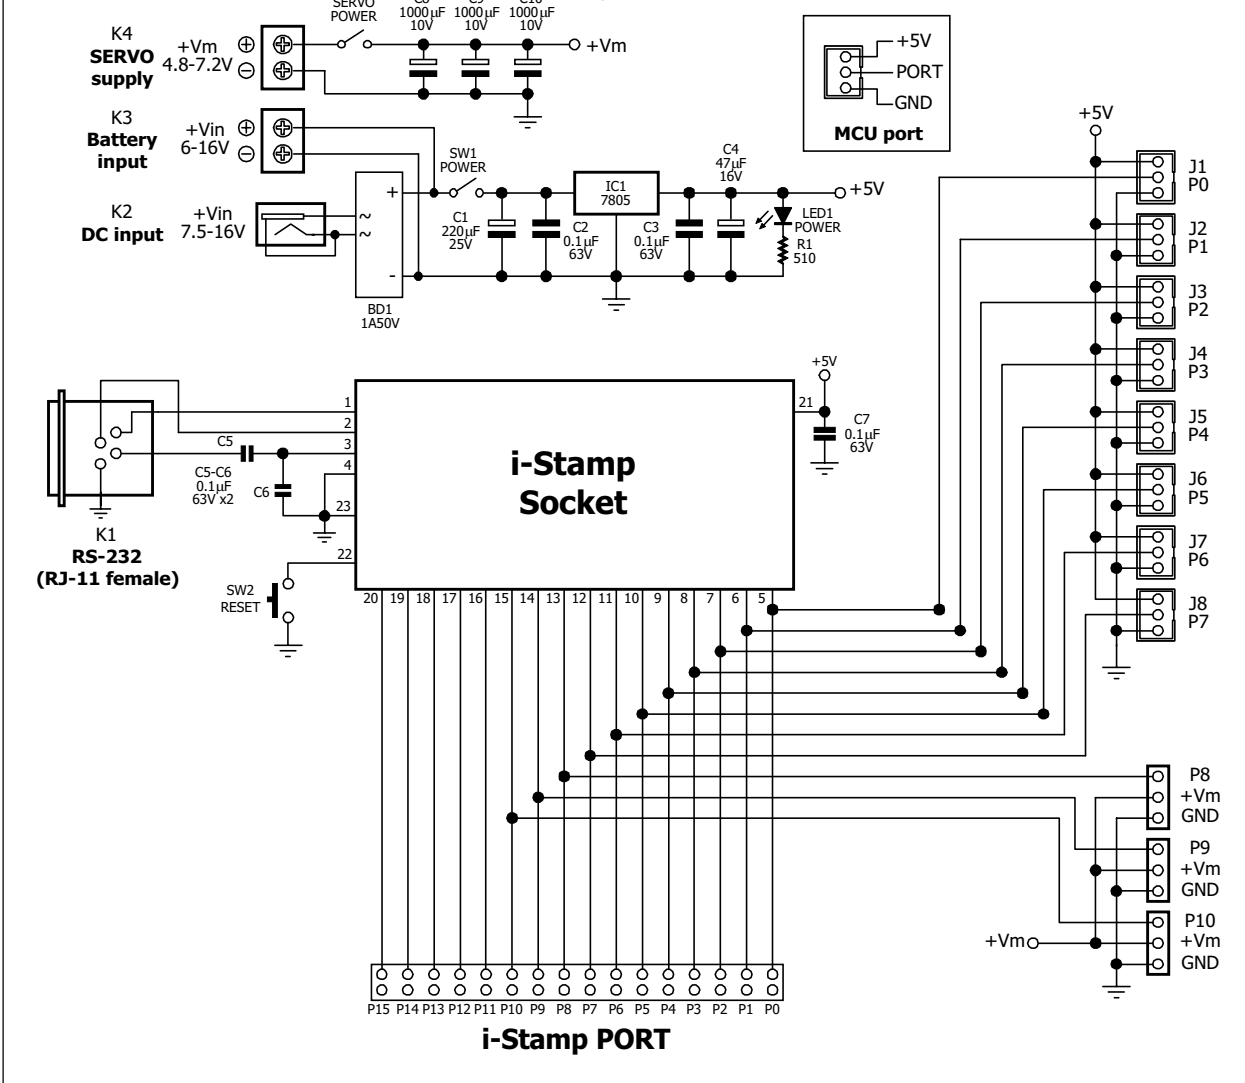 SERVO
POWER
C8
1000µF
10V
C9
1000µF
10V
C10
1000µF
10V
K4
SERVO
supply
+Vm
4.8-7.2V
+Vm
K3
Battery
input
+Vin
6-16V
K2
DC input
+Vin
7.5-16V
SW1
POWER
+
~
~
-
BD1
1A50V
C1
220µF
25V
C2
0.1µF
63V
IC1
7805
C3
0.1µF
63V
C4
47µF
16V
LED1
POWER
R1
510
+5V
+5V
PORT
GND
MCU port
+5V
J1
P0
J2
P1
J3
P2
J4
P3
J5
P4
J6
P5
J7
P6
J8
P7
K1
RS-232
(RJ-11 female)
C5
C5-C6
0.1µF
63V x2
C6
SW2
RESET
1
2
3
4
23
22
i-Stamp
Socket
21
+5V
C7
0.1µF
63V
20 19 18 17 16 15 14 13 12 11 10 9 8 7 6 5
P8
+Vm
GND
P9
+Vm
GND
P10
+Vm
GND
+Vm
P15 P14 P13 P12 P11 P10 P9 P8 P7 P6 P5 P4 P3 P2 P1 P0
i-Stamp PORT